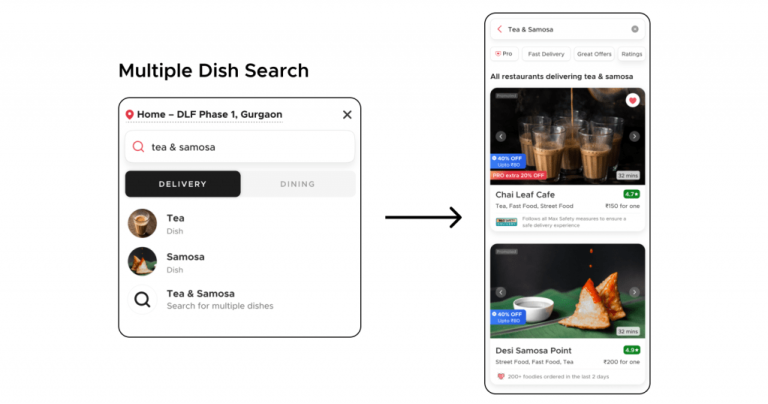 Multiple Dish Search
Home – DLF Phase 1, Gurgaon
tea & samosa
DELIVERY
DINING
Tea
Dish
Samosa
Dish
Tea & Samosa
Search for multiple dishes
Tea & Samosa
Pro
Fast Delivery
Great Offers
Ratings
All restaurants delivering tea & samosa
40% OFF
Upto ₹80
PRO extra 20% OFF
32 mins
Chai Leaf Cafe
4.7★
Tea, Fast Food, Street Food
₹150 for one
Follows all Max Safety measures to ensure a
safe delivery experience
40% OFF
Upto ₹80
32 mins
Desi Samosa Point
4.9★
Street Food, Fast Food, Tea
₹200 for one
200+ foodies ordered in the last 2 days